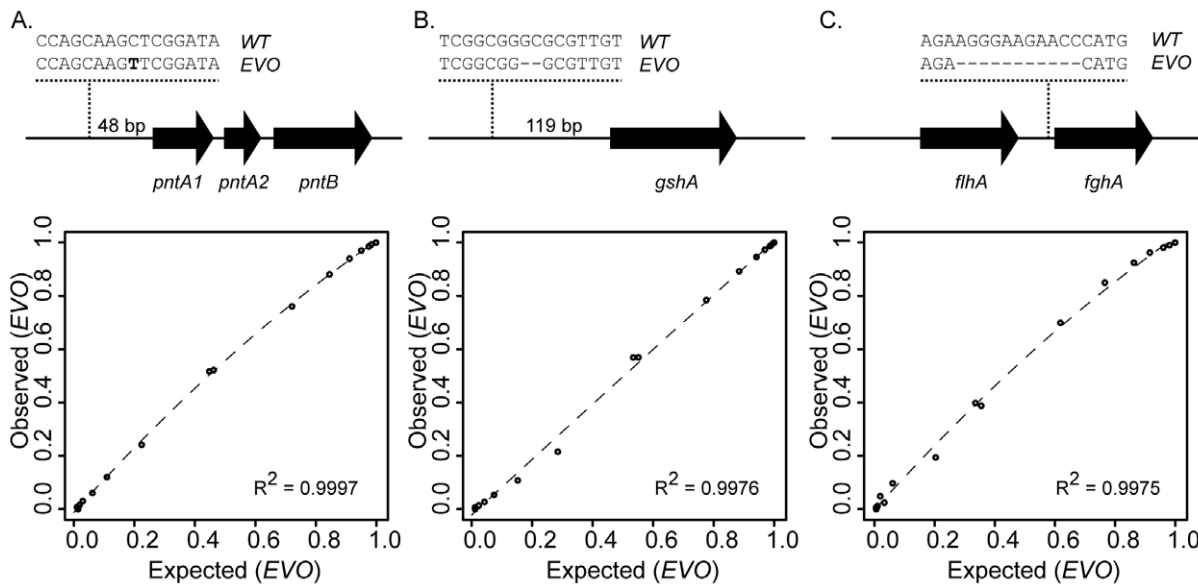 A.
CCAGCAAGCTCGGATA WT
CCAGCAAGTTCGGATA EVO
48 bp
pntA1 pntA2 pntB
B.
TCGGCGGGCGCGTTGT WT
TCGGCGG--GCGTTGT EVO
119 bp
gshA
C.
AGAAGGGAAGAACCCATG WT
AGA-----------CATG EVO
flhA fghA
Observed (EVO)
1.0
0.8
0.6
0.4
0.2
0.0
R2 = 0.9997
0.0 0.2 0.4 0.6 0.8 1.0
Expected (EVO)
Observed (EVO)
1.0
0.8
0.6
0.4
0.2
0.0
R2 = 0.9976
0.0 0.2 0.4 0.6 0.8 1.0
Expected (EVO)
Observed (EVO)
1.0
0.8
0.6
0.4
0.2
0.0
R2 = 0.9975
0.0 0.2 0.4 0.6 0.8 1.0
Expected (EVO)